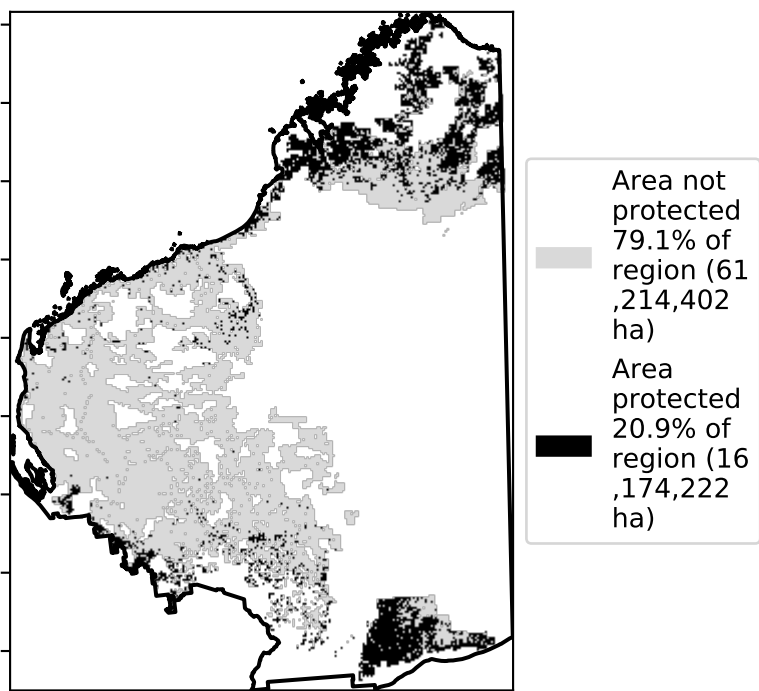 Area not
protected
79.1% of
region (61
,214,402
ha)
Area
protected
20.9% of
region (16
,174,222
ha)